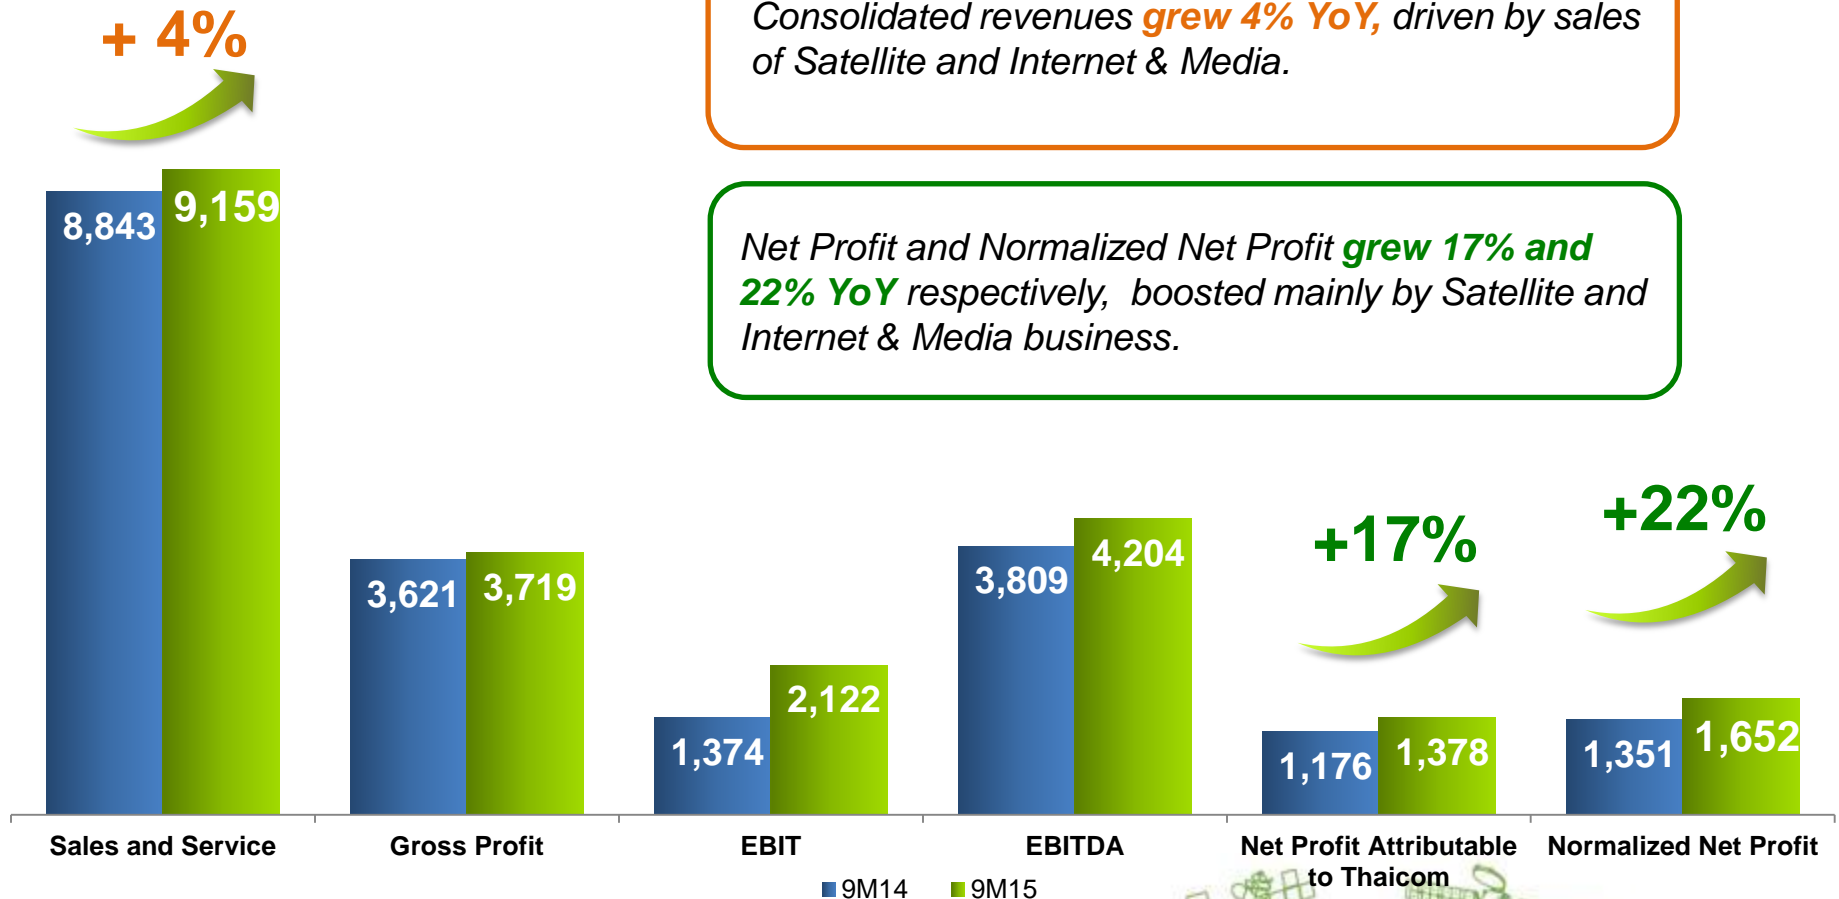 + 4%
Consolidated revenues grew 4% YoY, driven by sales
of Satellite and Internet & Media.
8,843
9,159
Net Profit and Normalized Net Profit grew 17% and
22% YoY respectively, boosted mainly by Satellite and
Internet & Media business.
+17%
+22%
3,621
3,719
1,374
2,122
3,809
4,204
1,176
1,378
1,351
1,652
Sales and Service
Gross Profit
EBIT
EBITDA
Net Profit Attributable
to Thaicom
Normalized Net Profit
9M14
9M15